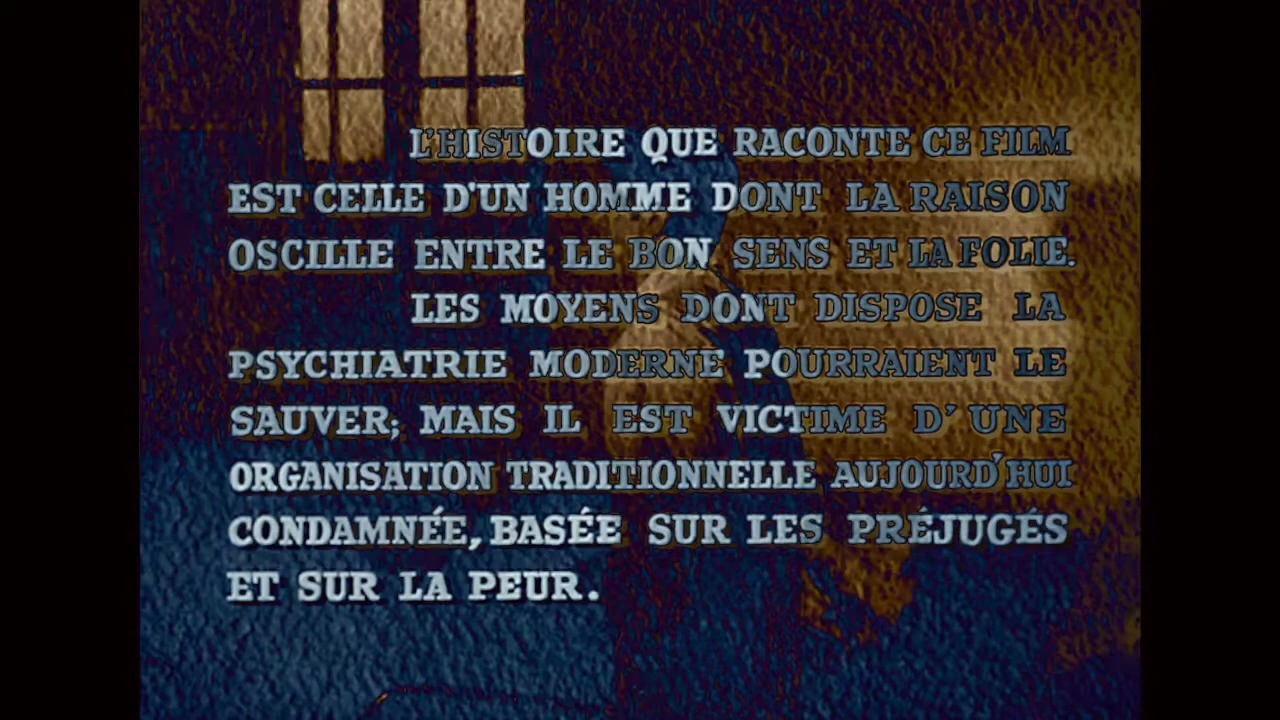 L'HISTOIRE QUE RACONTE CE FILM
EST CELLE D'UN HOMME DONT LA RAISON
OSCILLE ENTRE LE BON SENS ET LA FOLIE.
LES MOYENS DONT DISPOSE LA
PSYCHIATRIE MODERNE POURRAIENT LE
SAUVER; MAIS IL EST VICTIME D'UNE
ORGANISATION TRADITIONNELLE AUJOURD'HUI
CONDAMNÉE, BASÉE SUR LES PRÉJUGÉS
ET SUR LA PEUR.